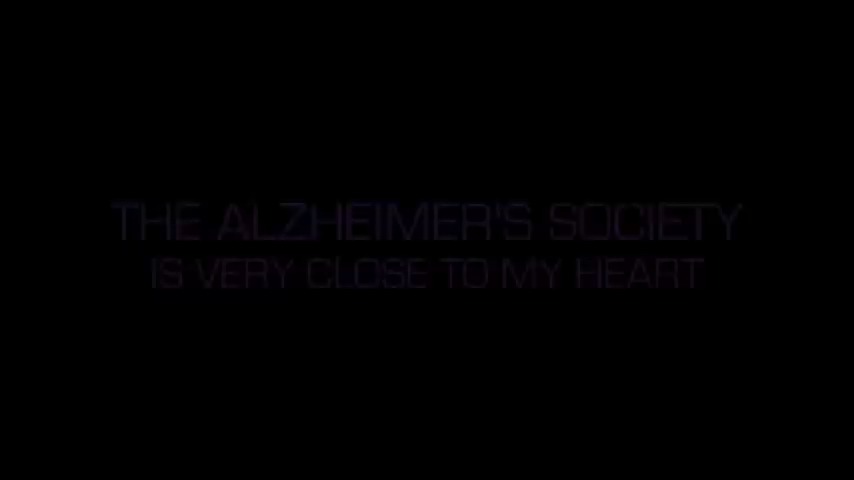 THE ALZHEIMER'S SOCIETY
IS VERY CLOSE TO MY HEART